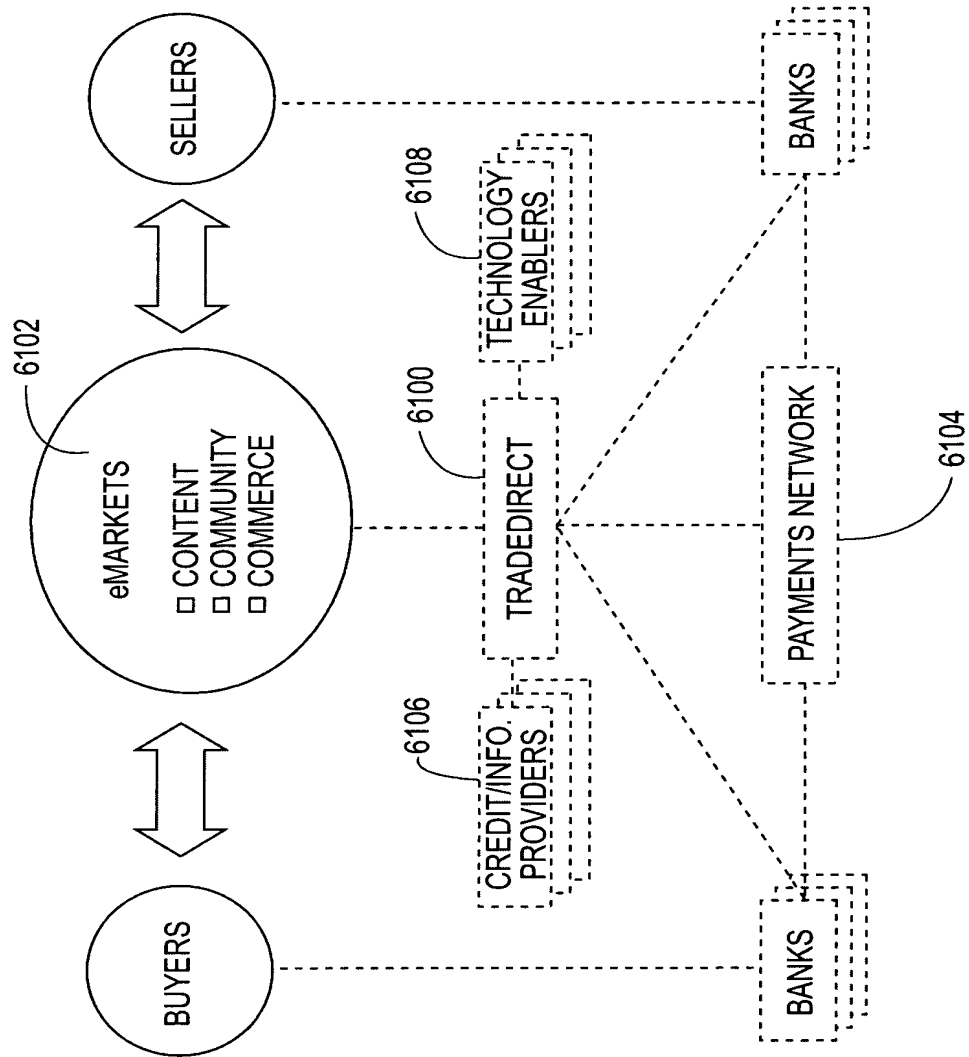 6102
BUYERS
eMARKETS
CONTENT
COMMUNITY
COMMERCE
SELLERS
6106
CREDIT/INFO.
PROVIDERS
6100
TRADEDIRECT
6108
TECHNOLOGY
ENABLERS
BANKS
PAYMENTS NETWORK
BANKS
6104